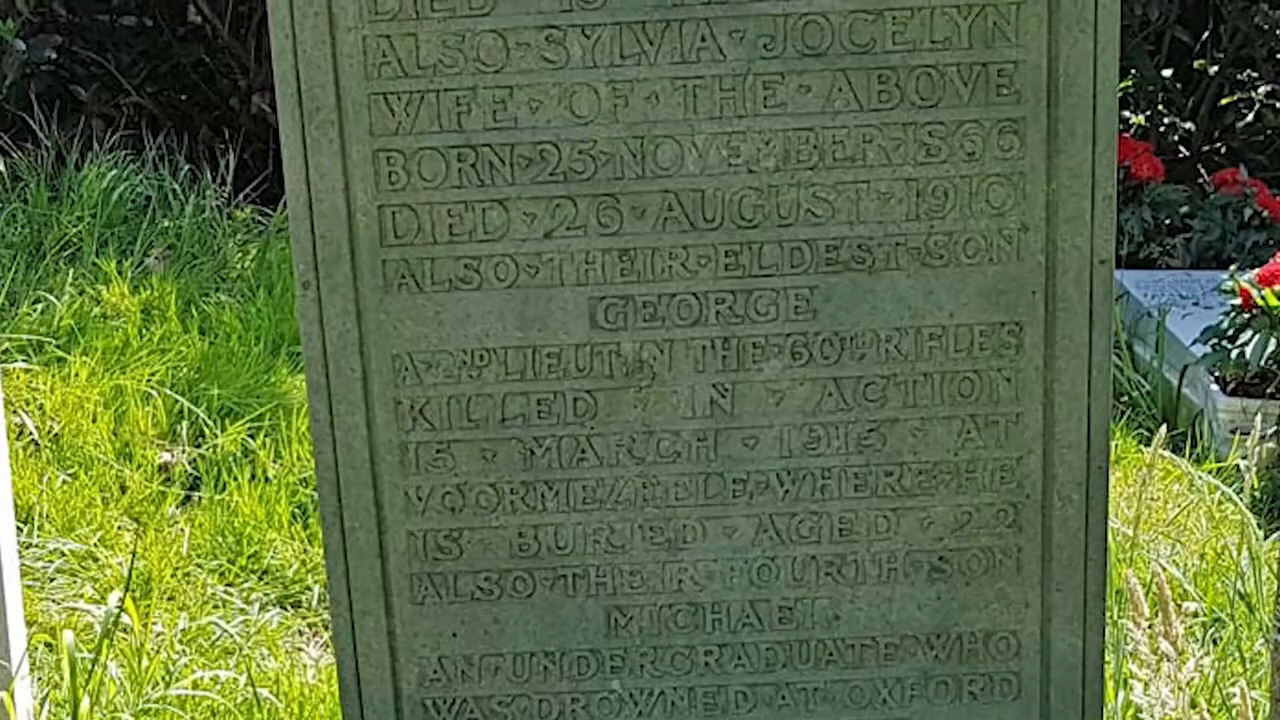 DIED 19
ALSO · SYLVIA · JOCELYN
WIFE · OF · THE · ABOVE
BORN · 25 · NOVEMBER · 1866
DIED · 26 · AUGUST · 1910
ALSO · THEIR · ELDEST · SON
GEORGE
A 2ND LIEUT IN THE 60TH RIFLES
KILLED · IN · ACTION
15 · MARCH · 1915 · AT
VOORMEZEELE · WHERE · HE
IS · BURIED · AGED · 22
ALSO · THEIR · FOURTH · SON
MICHAEL
AN · UNDERGRADUATE · WHO
WAS · DROWNED · AT · OXFORD